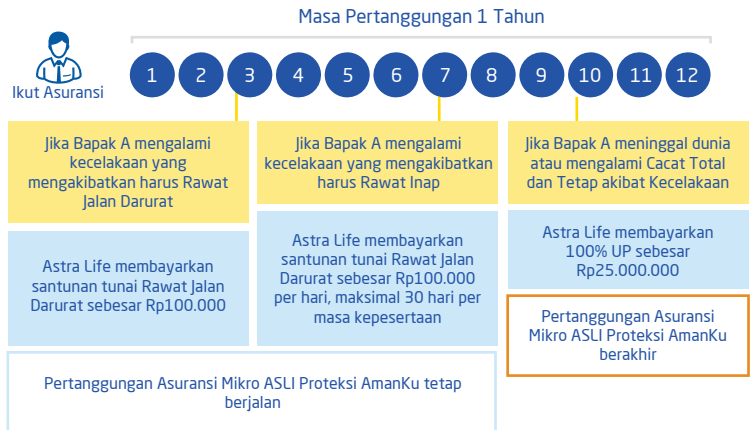 Masa Pertanggungan 1 Tahun
Ikut Asuransi
1 2 3 4 5 6 7 8 9 10 11 12
Jika Bapak A mengalami
kecelakaan yang
mengakibatkan harus Rawat
Jalan Darurat
Jika Bapak A mengalami
kecelakaan yang mengakibatkan
harus Rawat Inap
Jika Bapak A meninggal dunia
atau mengalami Cacat Total
dan Tetap akibat Kecelakaan
Astra Life membayarkan
santunan tunai Rawat Jalan
Darurat sebesar Rp100.000
Astra Life membayarkan
santunan tunai Rawat Jalan
Darurat sebesar Rp100.000
per hari, maksimal 30 hari per
masa kepesertaan
Astra Life membayarkan
100% UP sebesar
Rp25.000.000
Pertanggungan Asuransi
Mikro ASLI Proteksi AmanKu
berakhir
Pertanggungan Asuransi Mikro ASLI Proteksi AmanKu tetap
berjalan